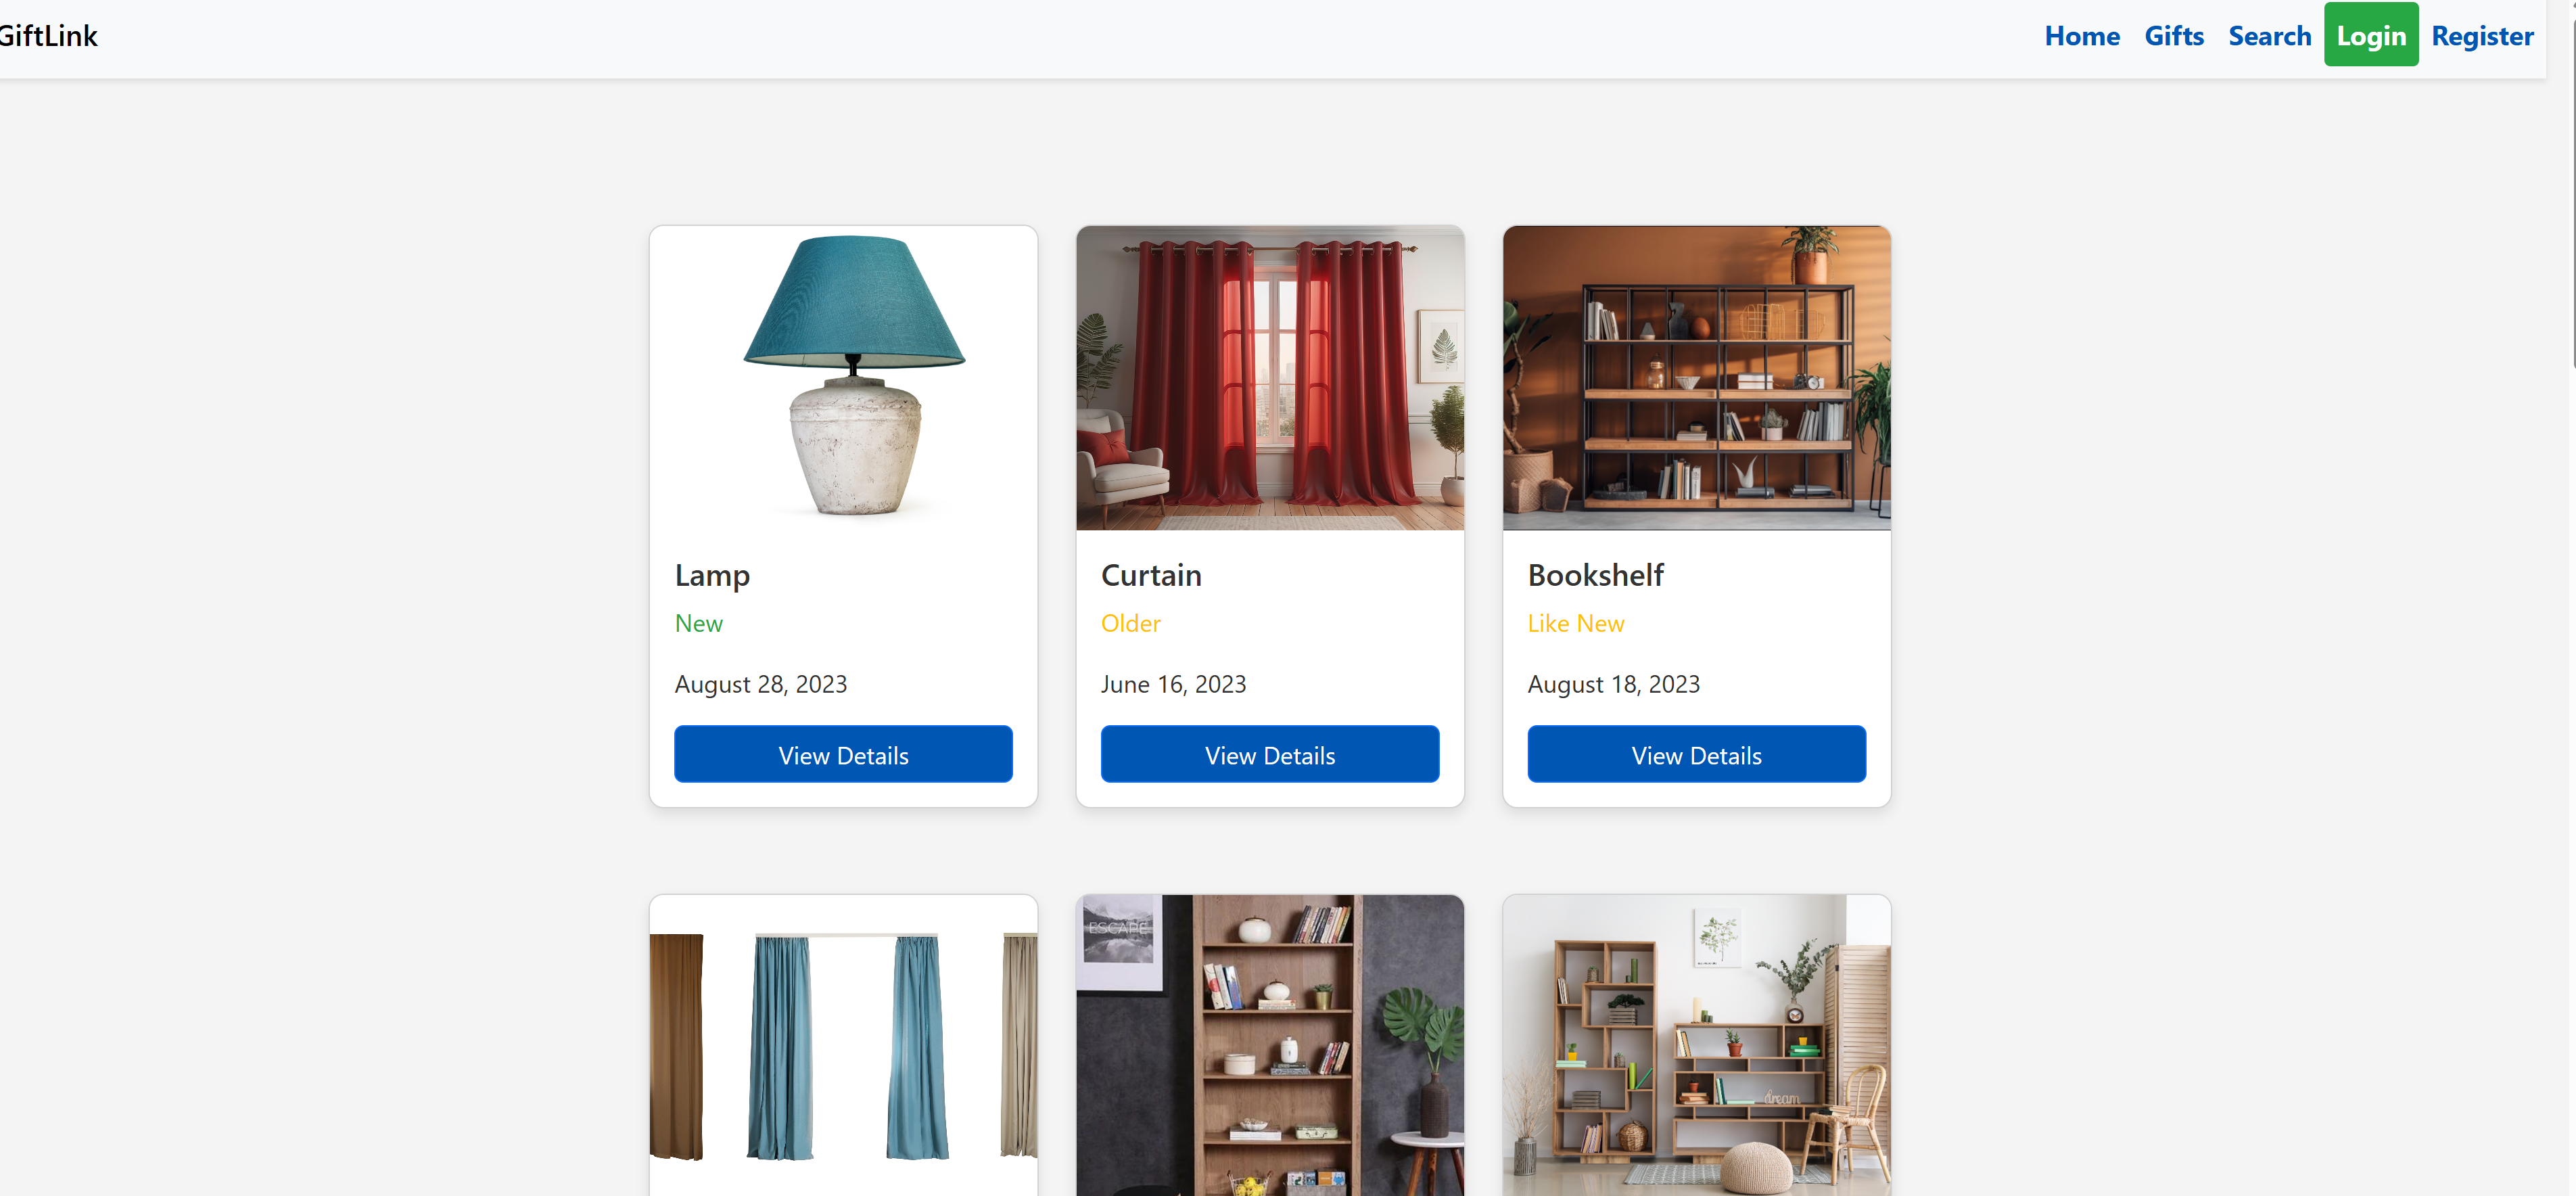 GiftLink
Home Gifts Search Login Register
Lamp
New
August 28, 2023
View Details
Curtain
Older
June 16, 2023
View Details
Bookshelf
Like New
August 18, 2023
View Details
ESCAPE
dream